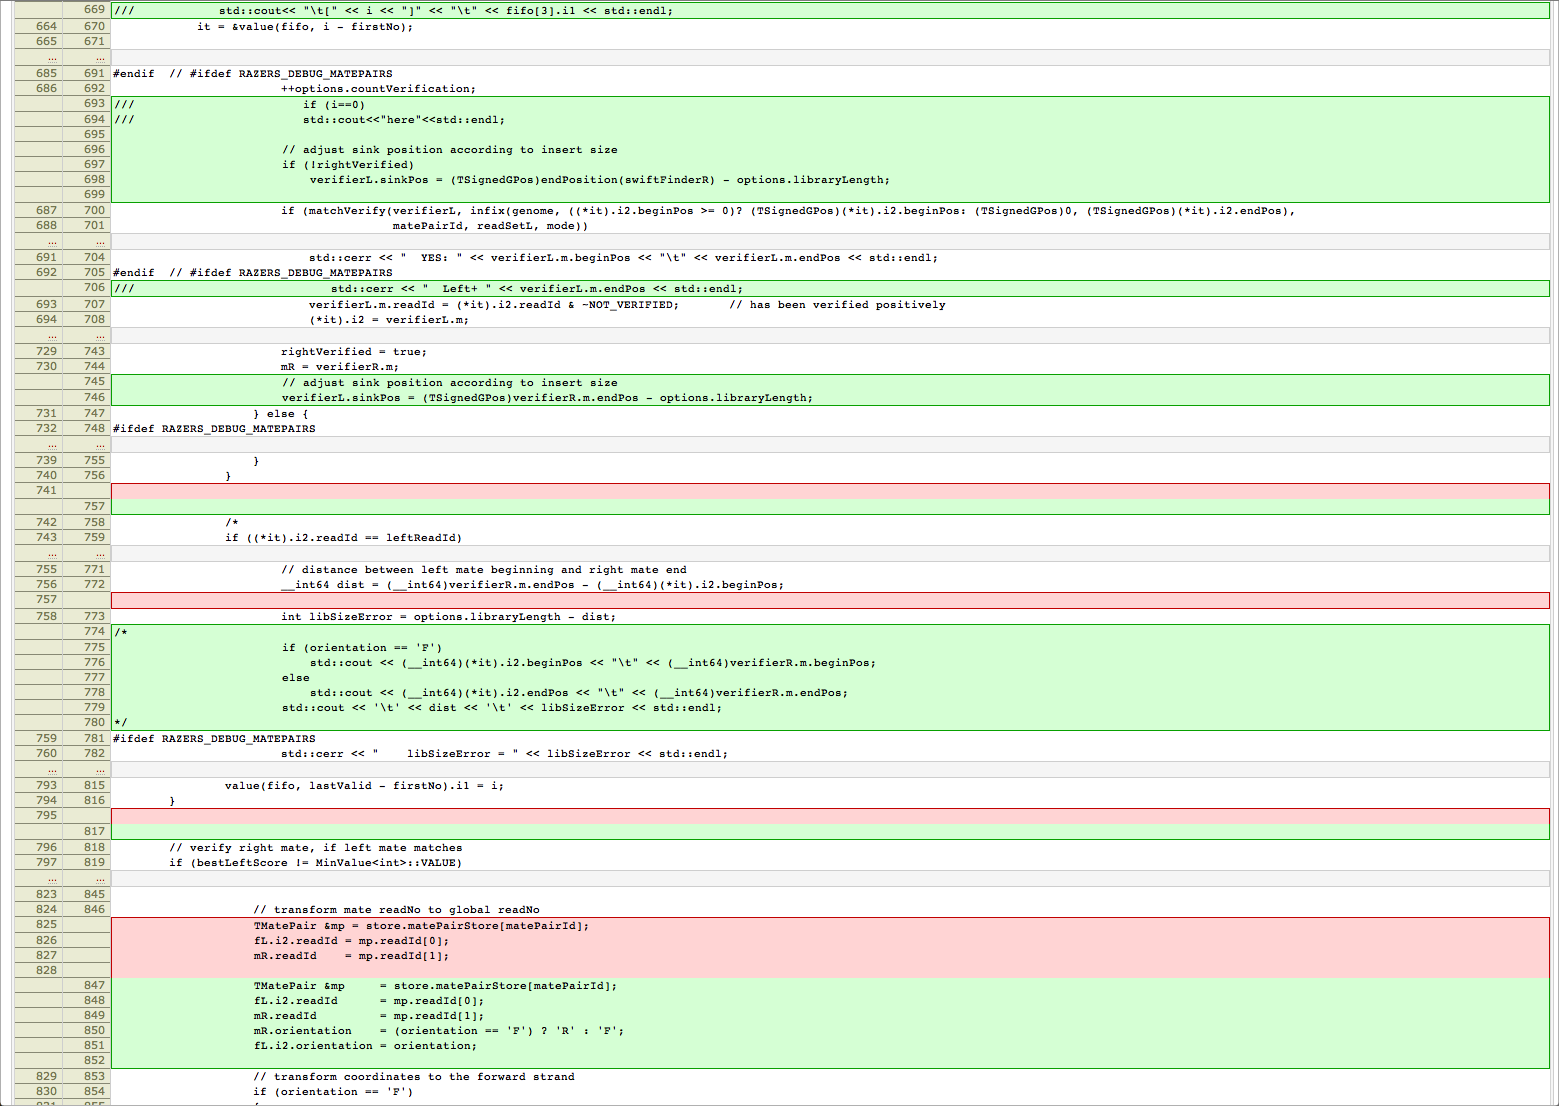 669 ///            std::cout<< "\t[" << i << "]" << "\t" << fifo[3].i1 << std::endl;
664 670             it = &value(fifo, i - firstNo);
665 671
... ...
685 691 #endif  // #ifdef RAZERS_DEBUG_MATEPAIRS
686 692                         ++options.countVerification;
693 ///                        if (i==0)
694 ///                        std::cout<<"here"<<std::endl;
695
696                         // adjust sink position according to insert size
697                         if (!rightVerified)
698                             verifierL.sinkPos = (TSignedGPos)endPosition(swiftFinderR) - options.libraryLength;
699
687 700                         if (matchVerify(verifierL, infix(genome, ((*it).i2.beginPos >= 0)? (TSignedGPos)(*it).i2.beginPos: (TSignedGPos)0, (TSignedGPos)(*it).i2.endPos),
688 701                                         matePairId, readSetL, mode))
... ...
691 704                             std::cerr << "  YES: " << verifierL.m.beginPos << "\t" << verifierL.m.endPos << std::endl;
692 705 #endif  // #ifdef RAZERS_DEBUG_MATEPAIRS
706 ///                            std::cerr << "  Left+ " << verifierL.m.endPos << std::endl;
693 707                             verifierL.m.readId = (*it).i2.readId & ~NOT_VERIFIED;       // has been verified positively
694 708                             (*it).i2 = verifierL.m;
... ...
729 743                         rightVerified = true;
730 744                         mR = verifierR.m;
745                         // adjust sink position according to insert size
746                         verifierL.sinkPos = (TSignedGPos)verifierR.m.endPos - options.libraryLength;
731 747                     } else {
732 748 #ifdef RAZERS_DEBUG_MATEPAIRS
... ...
739 755                     }
740 756                 }
741
757
742 758                 /*
743 759                 if ((*it).i2.readId == leftReadId)
... ...
755 771                         // distance between left mate beginning and right mate end
756 772                         __int64 dist = (__int64)verifierR.m.endPos - (__int64)(*it).i2.beginPos;
757
758 773                         int libSizeError = options.libraryLength - dist;
774 /*
775                         if (orientation == 'F')
776                             std::cout << (__int64)(*it).i2.beginPos << "\t" << (__int64)verifierR.m.beginPos;
777                         else
778                             std::cout << (__int64)(*it).i2.endPos << "\t" << (__int64)verifierR.m.endPos;
779                         std::cout << '\t' << dist << '\t' << libSizeError << std::endl;
780 */
759 781 #ifdef RAZERS_DEBUG_MATEPAIRS
760 782                         std::cerr << "    libSizeError = " << libSizeError << std::endl;
... ...
793 815                 value(fifo, lastValid - firstNo).i1 = i;
794 816         }
795
817
796 818         // verify right mate, if left mate matches
797 819         if (bestLeftScore != MinValue<int>::VALUE)
... ...
823 845
824 846                     // transform mate readNo to global readNo
825                     TMatePair &mp = store.matePairStore[matePairId];
826                     fL.i2.readId = mp.readId[0];
827                     mR.readId    = mp.readId[1];
828
847                     TMatePair &mp     = store.matePairStore[matePairId];
848                     fL.i2.readId      = mp.readId[0];
849                     mR.readId         = mp.readId[1];
850                     mR.orientation    = (orientation == 'F') ? 'R' : 'F';
851                     fL.i2.orientation = orientation;
852
829 853                     // transform coordinates to the forward strand
830 854                     if (orientation == 'F')